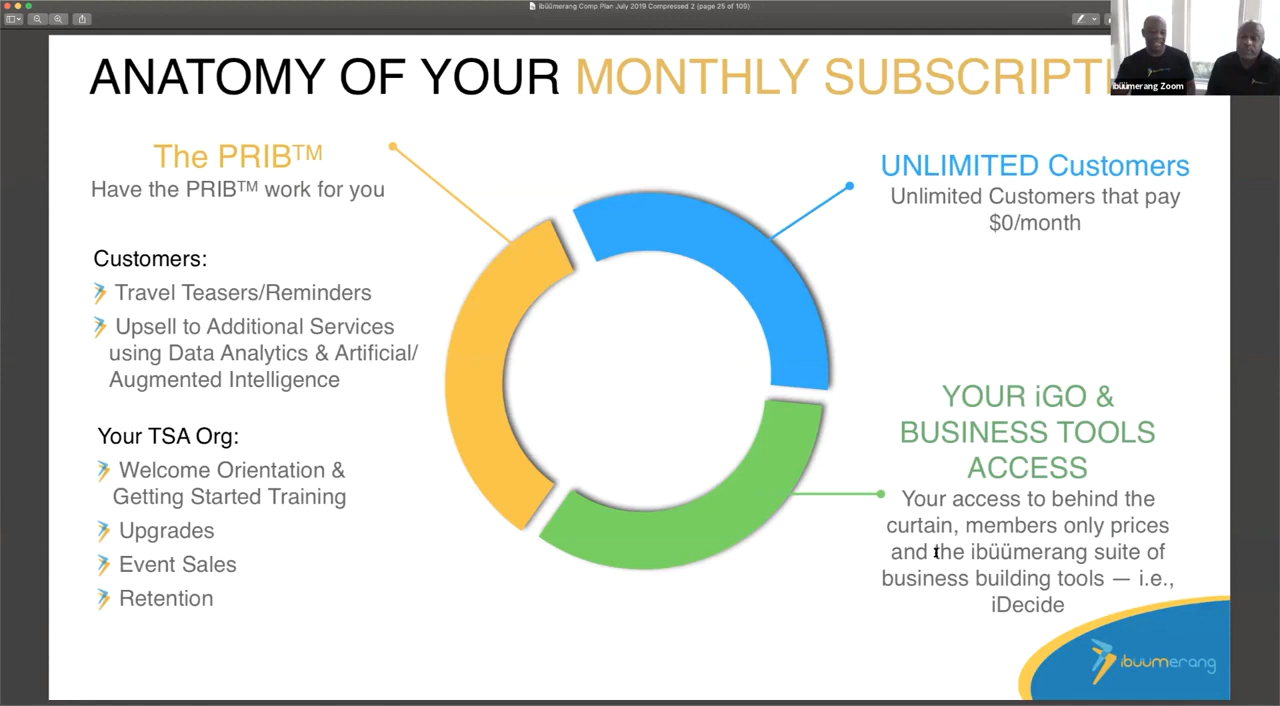 Ibüümerang Comp Plan July 2019 Compressed 2 (page 25 of 109)
ANATOMY OF YOUR MONTHLY SUBSCRIPTI
ibüümerang Zoom
The PRIB™
Have the PRIB™ work for you
Customers:
Travel Teasers/Reminders
Upsell to Additional Services
using Data Analytics & Artificial/
Augmented Intelligence
Your TSA Org:
Welcome Orientation &
Getting Started Training
Upgrades
Event Sales
Retention
UNLIMITED Customers
Unlimited Customers that pay
$0/month
YOUR iGO &
BUSINESS TOOLS
ACCESS
Your access to behind the
curtain, members only prices
and the ibüümerang suite of
business building tools — i.e.,
iDecide
ibuumerang